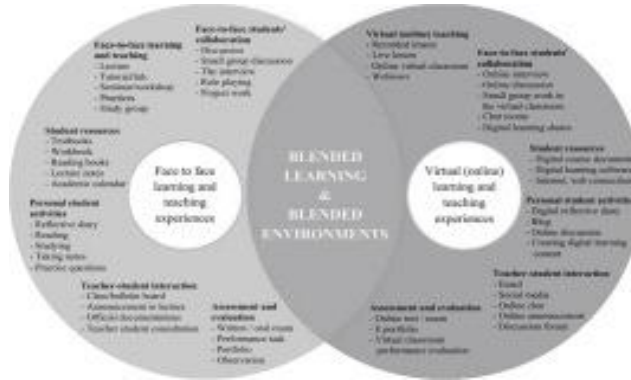 Face-to-face learning
and teaching
- Lecture
- Tutorial/lab
- Seminar/workshop
- Practices
- Study group
Face-to-face students'
collaboration
- Discussion
- Small group discussion
- The interview
- Role playing
- Project work
Student resources
- Textbooks
- Workbook
- Reading books
- Lecture notes
- Academic calendar
Personal student
activities
- Reflective diary
- Reading
- Studying
- Taking notes
- Practice questions
Teacher-student interaction
- Class/bulletin board
- Announcement or notices
- Official documentations
- Teacher student consultation
Assessment and
evaluation
- Written / oral exam
- Performance task
- Portfolio
- Observation
Face to face
learning and
teaching
experiences
BLENDED
LEARNING
&
BLENDED
ENVIRONMENTS
Virtual (online)
learning and
teaching
experiences
Virtual (online) teaching
- Recorded lesson
- Live lesson
- Online virtual classroom
- Webinars
Face-to-face students'
collaboration
- Online interview
- Online discussion
- Small group work in
the virtual classroom
- Chat rooms
- Digital learning
Student resources
- Digital course document
- Digital learning software
- Internet, web connection
Personal student activities
- Digital reflective diary
- Blog
- Online discussion
- Creating digital learning
content
Teacher-student interaction
- Email
- Social media
- Online chat
- Online announcement
- Discussion forum
Assessment and evaluation
- Online test / exam
- E portfolio
- Virtual classroom
performance evaluation